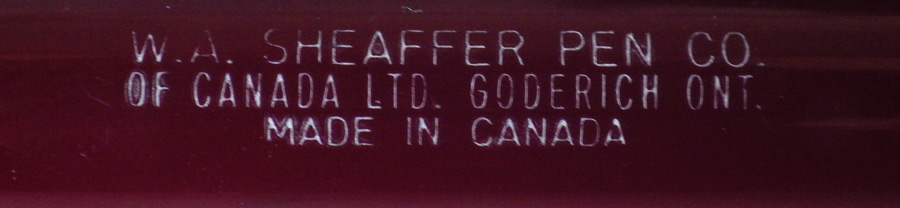 W.A. SHEAFFER PEN CO.
OF CANADA LTD. GODERICH ONT.
MADE IN CANADA